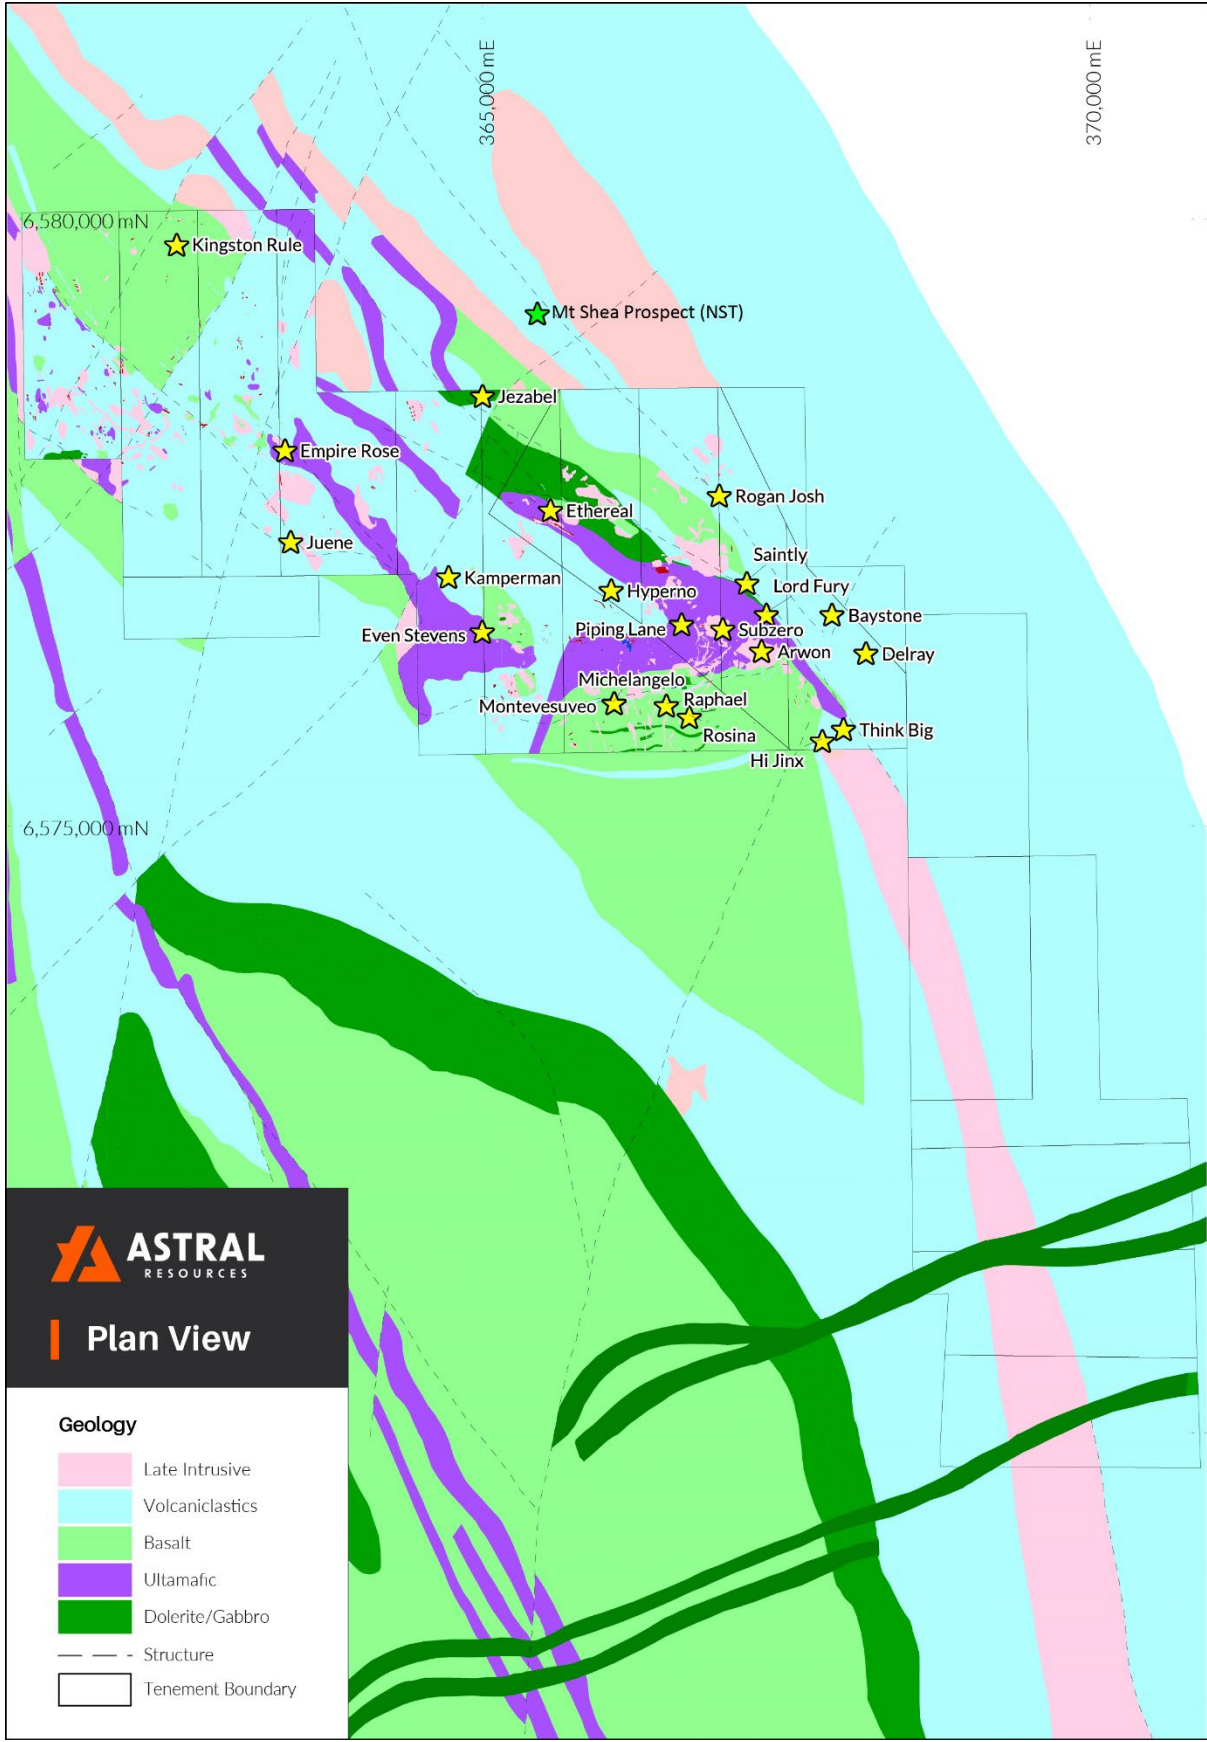 365,000 mE
370,000 mE
6,580,000 mN
Kingston Rule
Mt Shea Prospect (NST)
Jezabel
Empire Rose
Rogan Josh
Ethereal
Juene
Saintly
Kamperman
Hyperno
Lord Fury
Baystone
Even Stevens
Piping Lane
Subzero
Arwon
Delray
Michelangelo
Montevesuveo
Raphael
Rosina
Think Big
Hi Jinx
6,575,000 mN
ASTRAL
RESOURCES
Plan View
Geology
Late Intrusive
Volcaniclastics
Basalt
Ultamafic
Dolerite/Gabbro
Structure
Tenement Boundary